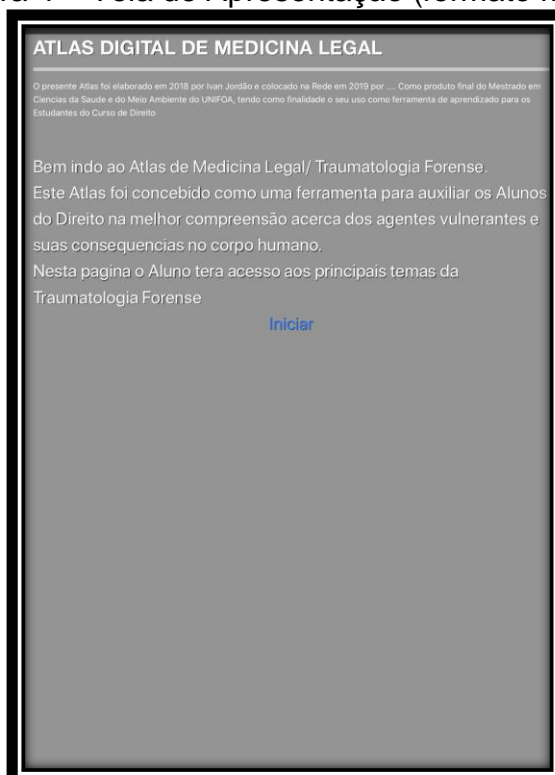 Tela de Apresentação (formato
ATLAS DIGITAL DE MEDICINA LEGAL
O presente Atlas foi elaborado em 2018 por Ivan Jordão e colocado na Rede em 2019 por .... Como produto final do Mestrado em
Ciencias da Saude e do Meio Ambiente do UNIFOA, tendo como finalidade o seu uso como ferramenta de aprendizado para os
Estudantes do Curso de Direito
Bem indo ao Atlas de Medicina Legal/ Traumatologia Forense.
Este Atlas foi concebido como uma ferramenta para auxiliar os Alunos
do Direito na melhor compreensão acerca dos agentes vulnerantes e
suas consequencias no corpo humano.
Nesta pagina o Aluno tera acesso aos principais temas da
Traumatologia Forense
Iniciar